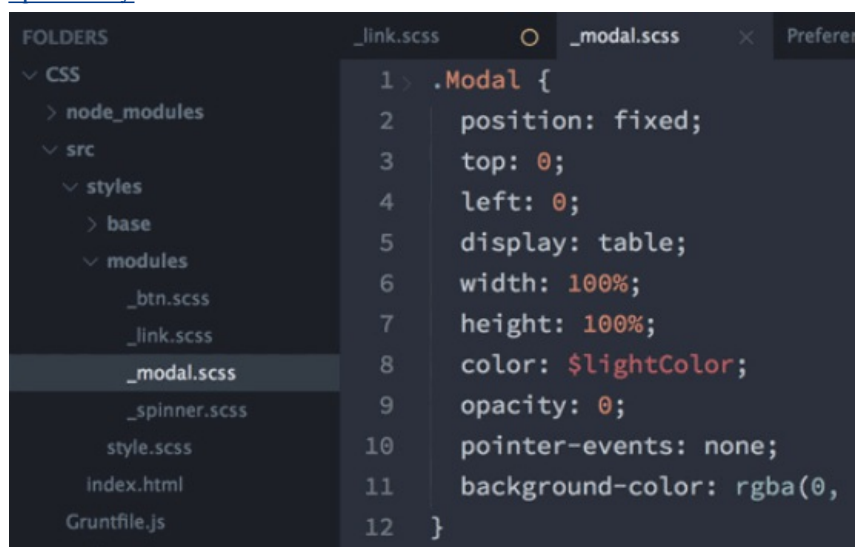 FOLDERS
CSS
node_modules
src
styles
base
modules
_btn.scss
_link.scss
_modal.scss
_spinner.scss
style.scss
index.html
Gruntfile.js
_link.scss _modal.scss × Preferer
1 .Modal {
2 position: fixed;
3 top: 0;
4 left: 0;
5 display: table;
6 width: 100%;
7 height: 100%;
8 color: $lightColor;
9 opacity: 0;
10 pointer-events: none;
11 background-color: rgba(0,
12 }